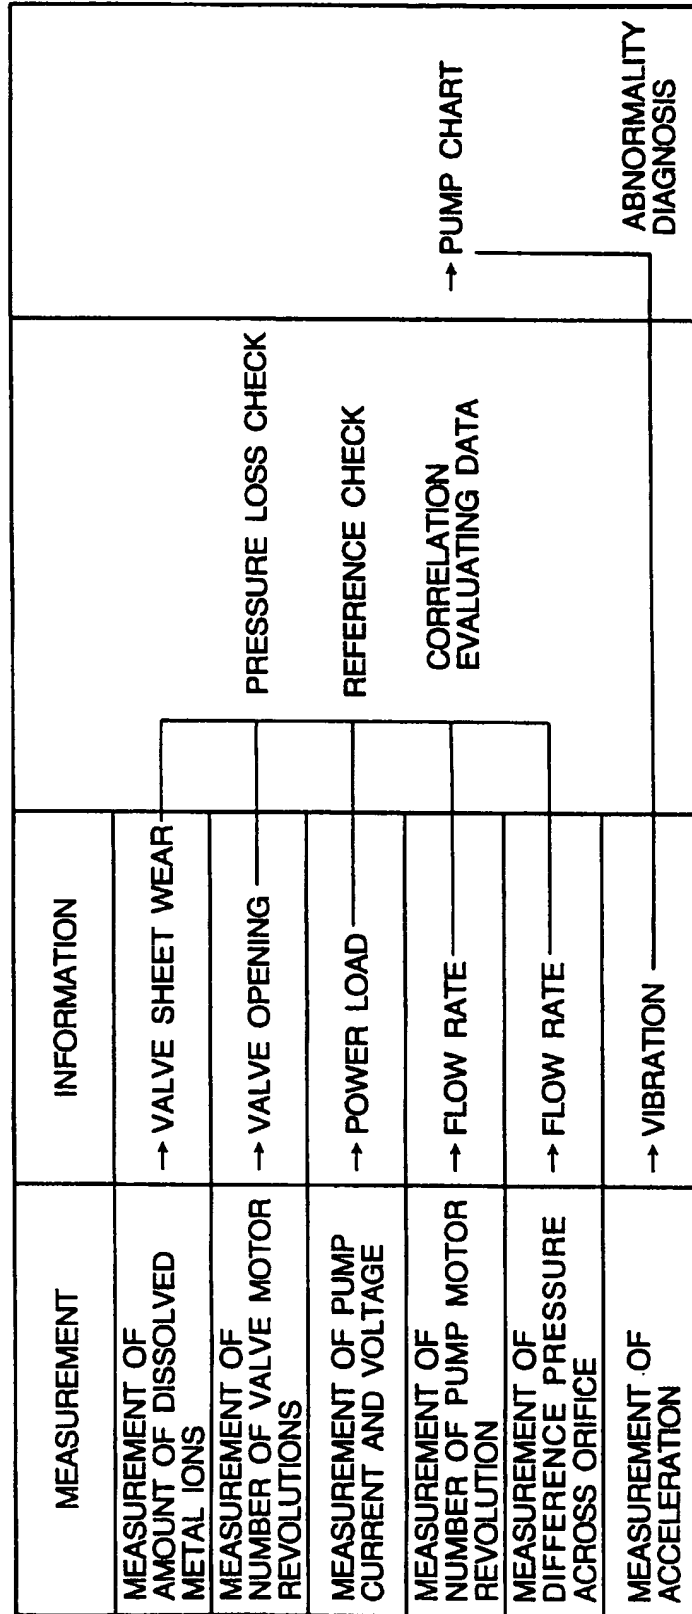 MEASUREMENT
INFORMATION
MEASUREMENT OF
AMOUNT OF DISSOLVED
METAL IONS
→ VALVE SHEET WEAR
MEASUREMENT OF
NUMBER OF VALVE MOTOR
REVOLUTIONS
→ VALVE OPENING
PRESSURE LOSS CHECK
MEASUREMENT OF PUMP
CURRENT AND VOLTAGE
→ POWER LOAD
REFERENCE CHECK
MEASUREMENT OF
NUMBER OF PUMP MOTOR
REVOLUTION
→ FLOW RATE
CORRELATION
EVALUATING DATA
→ PUMP CHART
MEASUREMENT OF
DIFFERENCE PRESSURE
ACROSS ORIFICE
→ FLOW RATE
MEASUREMENT OF
ACCELERATION
→ VIBRATION
ABNORMALITY
DIAGNOSIS